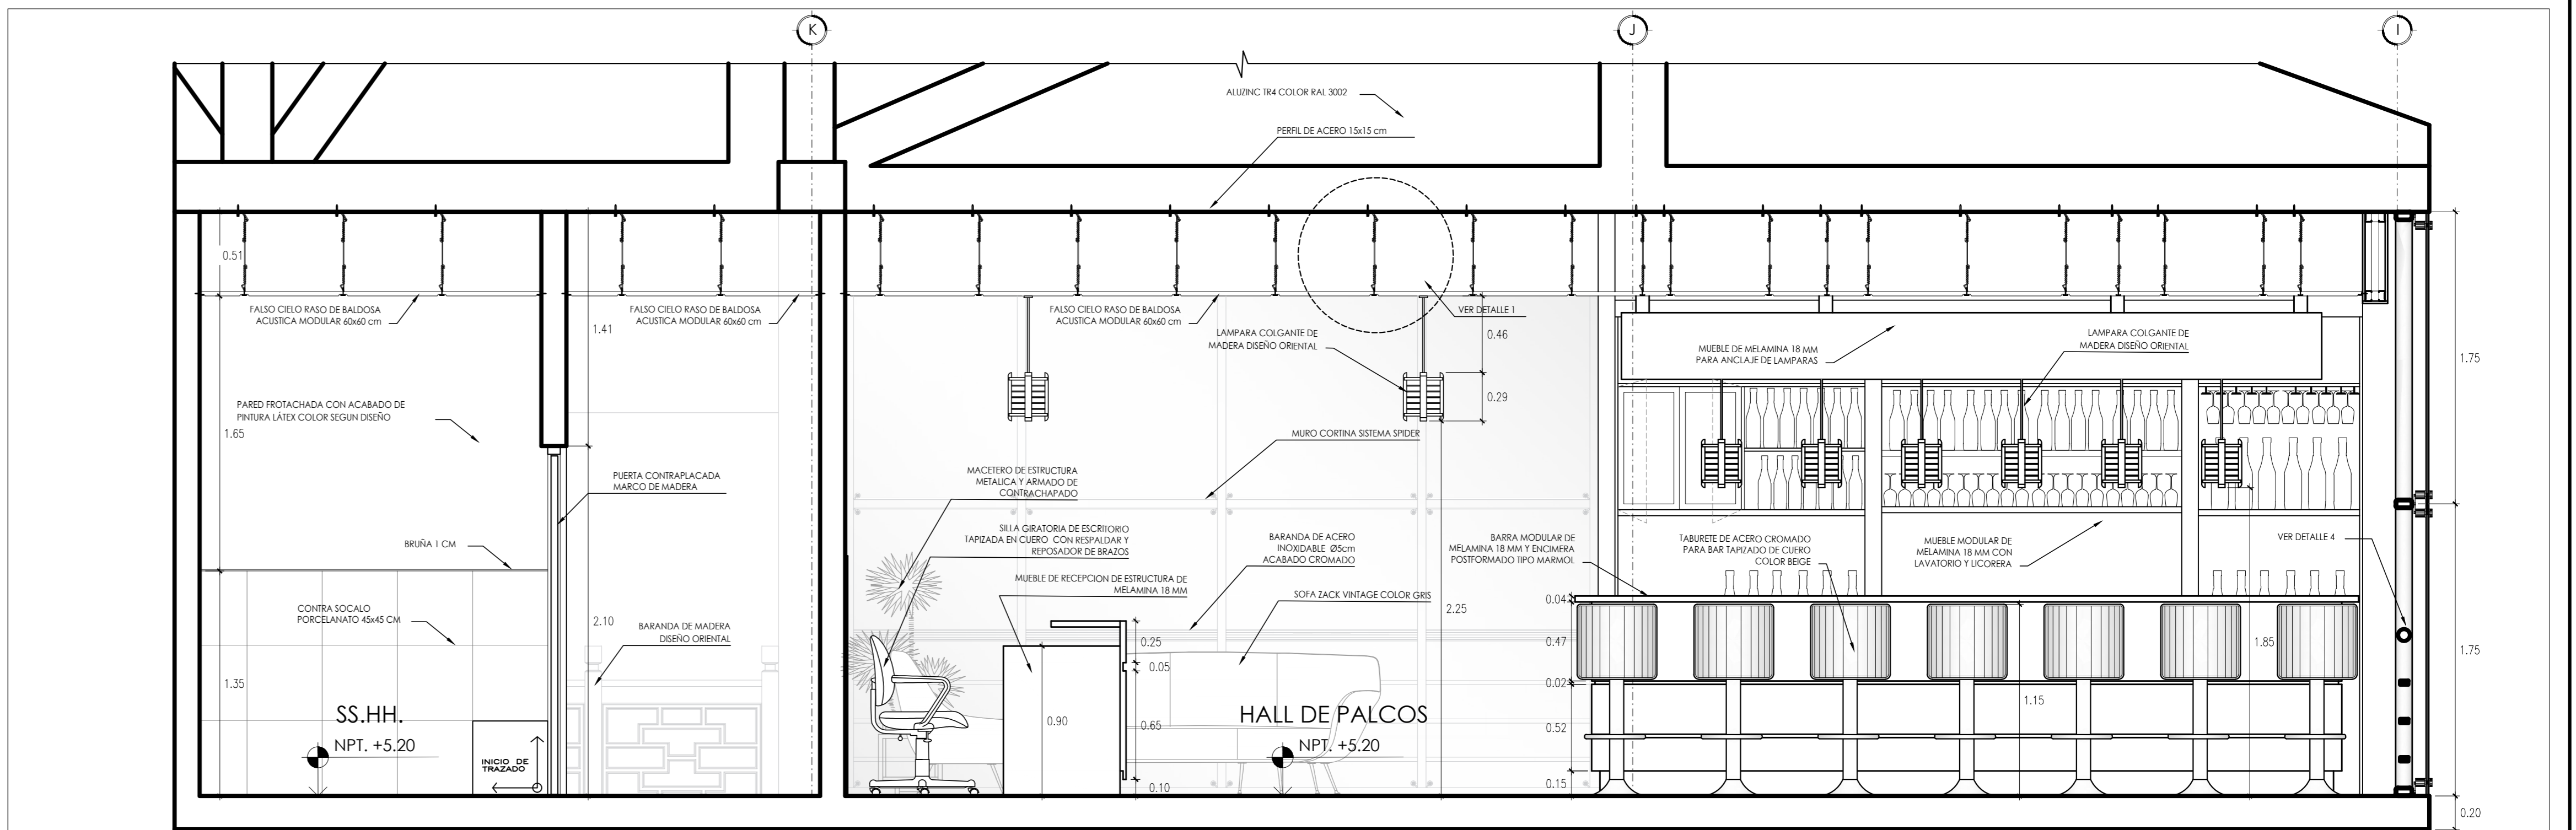 K
J
I
ALUZINC TR4 COLOR RAL 3002
PERFIL DE ACERO 15x15 cm
0.51
FALSO CIELO RASO DE BALDOSA
ACUSTICA MODULAR 60x60 cm
1.41
FALSO CIELO RASO DE BALDOSA
ACUSTICA MODULAR 60x60 cm
FALSO CIELO RASO DE BALDOSA
ACUSTICA MODULAR 60x60 cm
VER DETALLE 1
0.46
LAMPARA COLGANTE DE
MADERA DISEÑO ORIENTAL
0.29
MUEBLE DE MELAMINA 18 MM
PARA ANCLAJE DE LAMPARAS
LAMPARA COLGANTE DE
MADERA DISEÑO ORIENTAL
1.75
PARED FROTACHADA CON ACABADO DE
PINTURA LÁTEX COLOR SEGUN DISEÑO
1.65
MURO CORTINA SISTEMA SPIDER
PUERTA CONTRAPLACADA
MARCO DE MADERA
MACETERO DE ESTRUCTURA
METALICA Y ARMADO DE
CONTRACHAPADO
BRUÑA 1 CM
SILLA GIRATORIA DE ESCRITORIO
TAPIZADA EN CUERO CON RESPALDAR Y
REPOSADOR DE BRAZOS
BARANDA DE ACERO
INOXIDABLE Ø5cm
ACABADO CROMADO
BARRA MODULAR DE
MELAMINA 18 MM Y ENCIMERA
POSTFORMADO TIPO MARMOL
TABURETE DE ACERO CROMADO
PARA BAR TAPIZADO DE CUERO
COLOR BEIGE
MUEBLE MODULAR DE
MELAMINA 18 MM CON
LAVATORIO Y LICORERA
VER DETALLE 4
MUEBLE DE RECEPCION DE ESTRUCTURA DE
MELAMINA 18 MM
SOFA ZACK VINTAGE COLOR GRIS
CONTRA SOCALO
PORCELANATO 45x45 CM
2.10
BARANDA DE MADERA
DISEÑO ORIENTAL
2.25
0.04
0.47
0.25
0.05
1.85
1.75
1.35
0.02
SS.HH.
NPT. +5.20
0.90
0.65
HALL DE PALCOS
NPT. +5.20
1.15
0.52
INICIO DE
TRAZADO
0.10
0.15
0.20